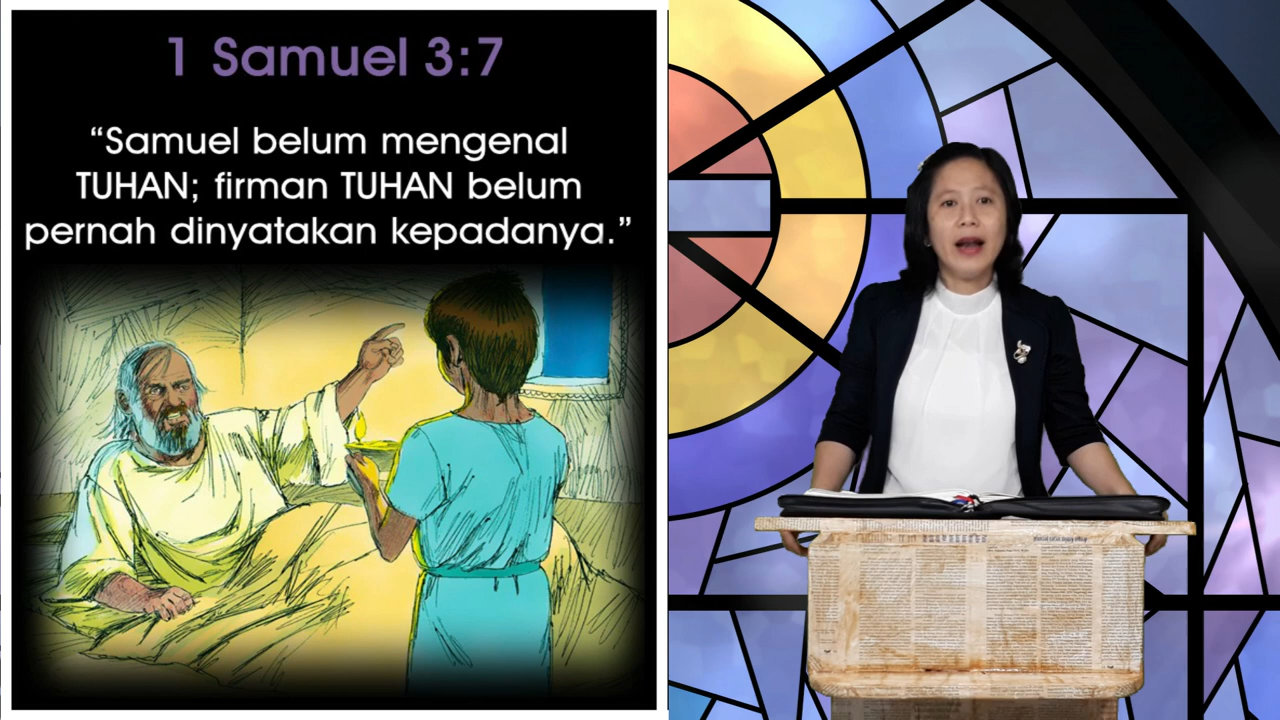 1 Samuel 3:7
“Samuel belum mengenal
TUHAN; firman TUHAN belum
pernah dinyatakan kepadanya.”